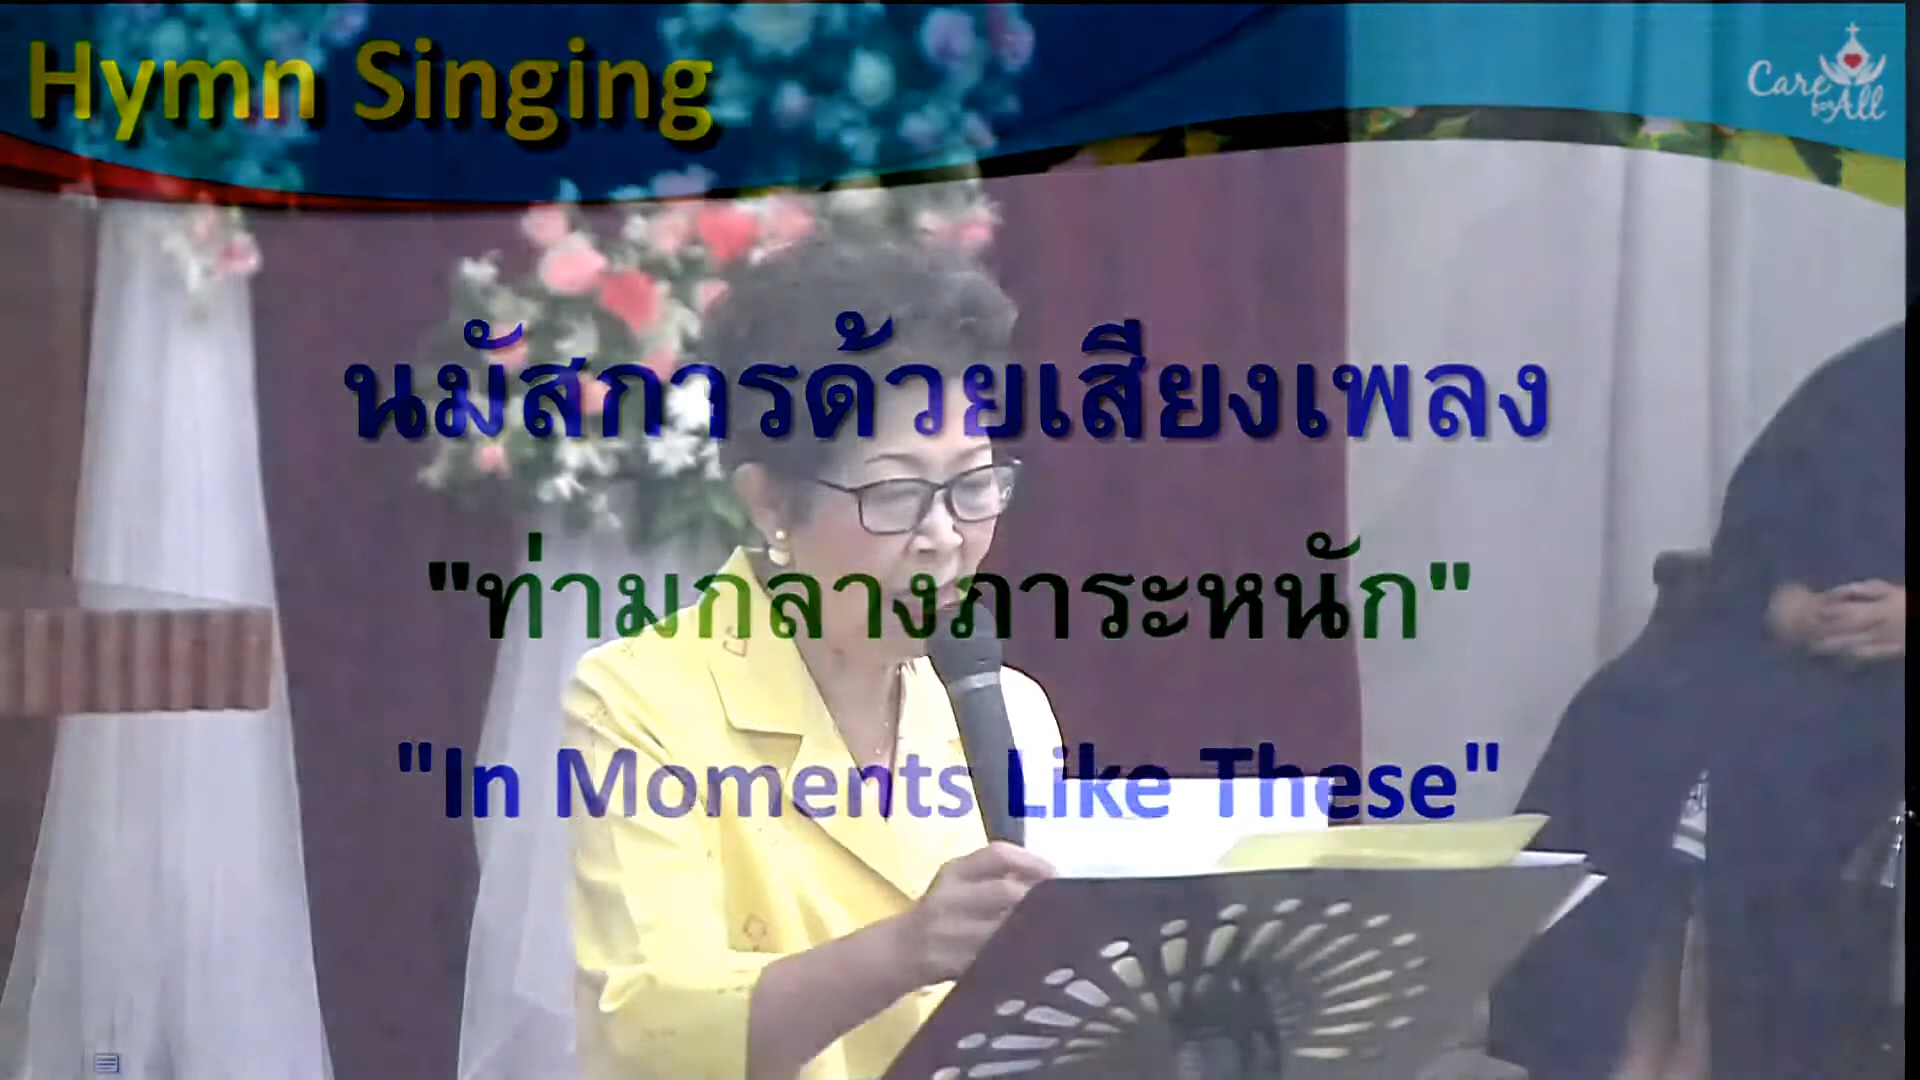 Hymn Singing
Care
for All
นมัสการด้วยเสียงเพลง
"ท่ามกลางภาระหนัก"
"In Moments Like These"